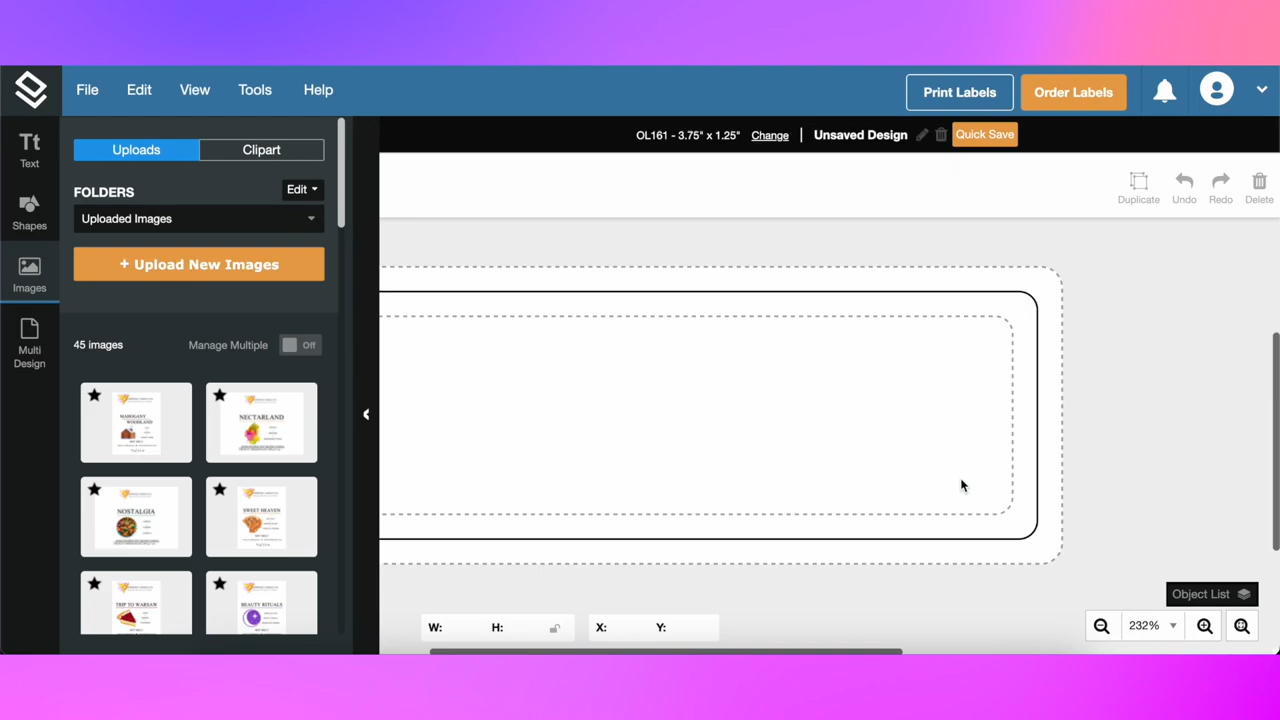 File Edit View Tools Help
Print Labels Order Labels
OL161 - 3.75" x 1.25" Change | Unsaved Design Quick Save
Tt
Text
Shapes
Images
Multi
Design
Uploads Clipart
FOLDERS Edit
Uploaded Images
+ Upload New Images
45 images Manage Multiple Off
MAHOGANY
WOODLAND
NECTARLAND
NOSTALGIA
SWEET HEAVEN
TRIP TO WARSAW
BEAUTY RITUALS
Duplicate Undo Redo Delete
Object List
W: H: X: Y:
232%